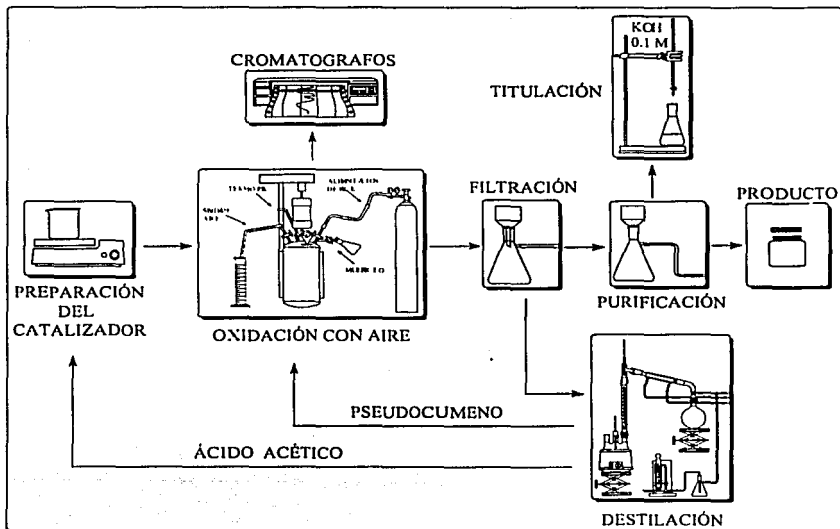 CROMATOGRAFOS
KOH
0.1 M
TITULACIÓN
FILTRACIÓN
PRODUCTO
PREPARACIÓN
DEL
CATALIZADOR
OXIDACIÓN CON AIRE
PURIFICACIÓN
PSEUDOCUMENO
ÁCIDO ACÉTICO
DESTILACIÓN